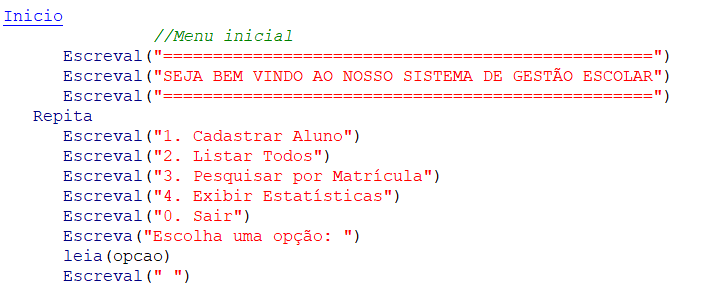 Inicio
//Menu inicial
Escreval("=================================================")
Escreval("SEJA BEM VINDO AO NOSSO SISTEMA DE GESTÃO ESCOLAR")
Escreval("=================================================")
Repita
Escreval("1. Cadastrar Aluno")
Escreval("2. Listar Todos")
Escreval("3. Pesquisar por Matrícula")
Escreval("4. Exibir Estatísticas")
Escreval("0. Sair")
Escreva("Escolha uma opção: ")
leia(opcao)
Escreval(" ")